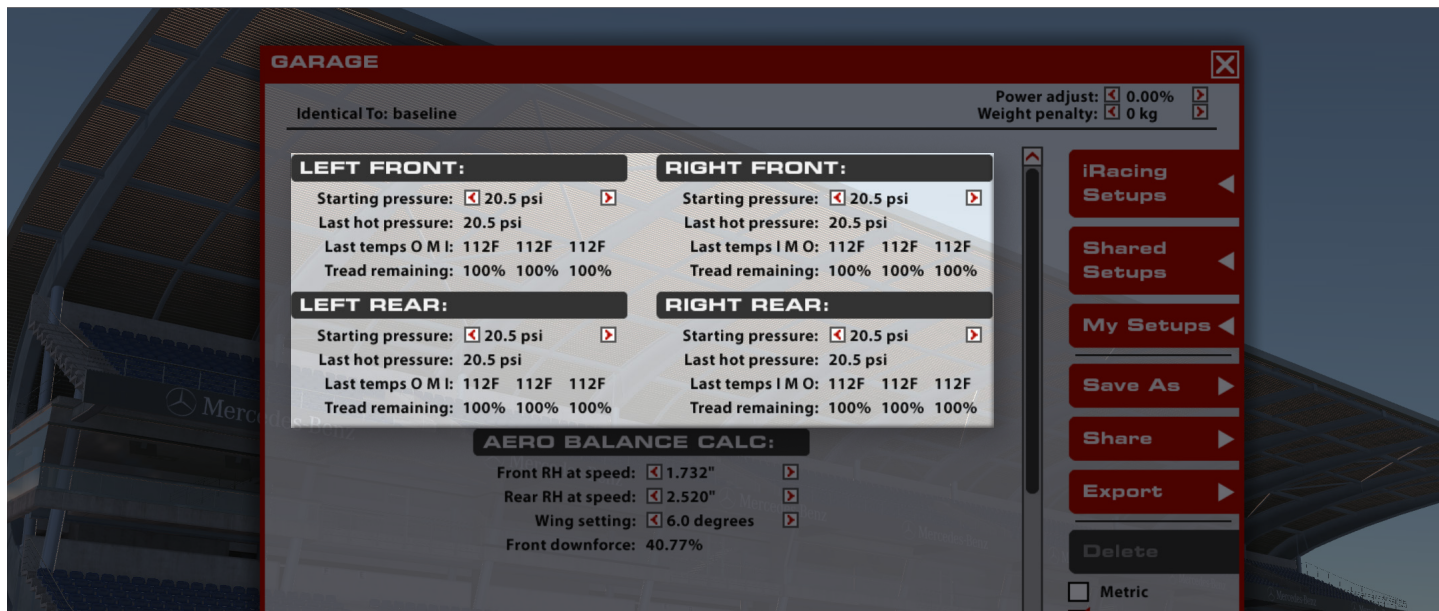 GARAGE
Identical To: baseline
Power adjust: 0.00%
Weight penalty: 0 kg
LEFT FRONT:
Starting pressure: 20.5 psi
Last hot pressure: 20.5 psi
Last temps O M I: 112F 112F 112F
Tread remaining: 100% 100% 100%
RIGHT FRONT:
Starting pressure: 20.5 psi
Last hot pressure: 20.5 psi
Last temps I M O: 112F 112F 112F
Tread remaining: 100% 100% 100%
LEFT REAR:
Starting pressure: 20.5 psi
Last hot pressure: 20.5 psi
Last temps O M I: 112F 112F 112F
Tread remaining: 100% 100% 100%
RIGHT REAR:
Starting pressure: 20.5 psi
Last hot pressure: 20.5 psi
Last temps I M O: 112F 112F 112F
Tread remaining: 100% 100% 100%
AERO BALANCE CALC:
Front RH at speed: 1.732"
Rear RH at speed: 2.520"
Wing setting: 6.0 degrees
Front downforce: 40.77%
iRacing
Setups
Shared
Setups
My Setups
Save As
Share
Export
Delete
Metric
Mercedes-Benz